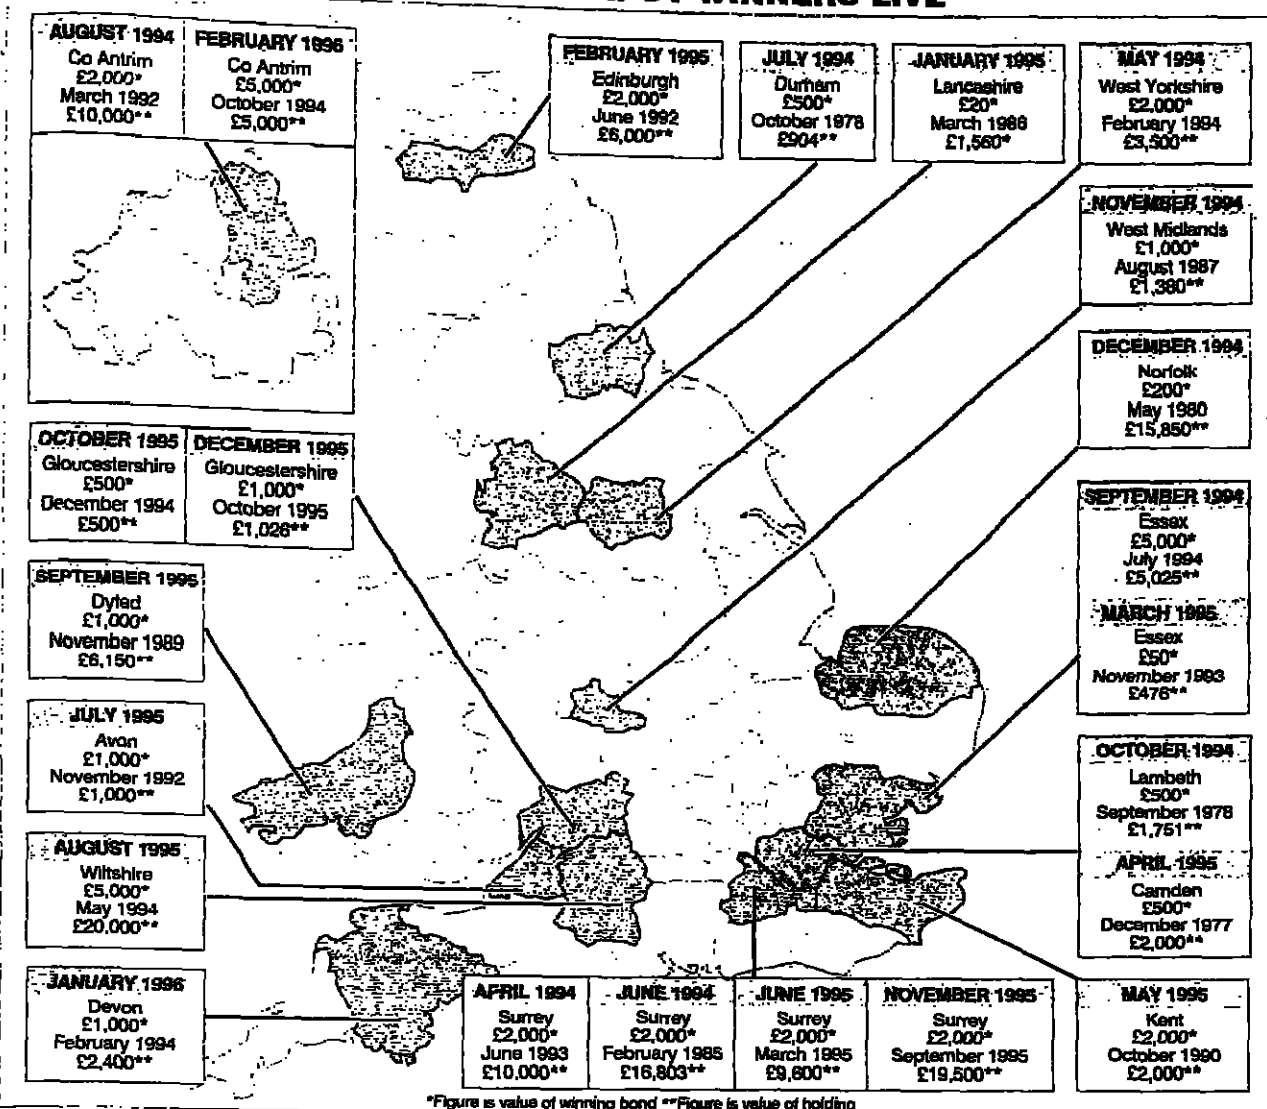 WINNERS LIVE
AUGUST 1994
Co Antrim
£2,000*
March 1992
£10,000**
FEBRUARY 1996
Co Antrim
£5,000*
October 1994
£5,000**
FEBRUARY 1995
Edinburgh
£2,000*
June 1992
£6,000**
JULY 1994
Durham
£500*
October 1978
£904**
JANUARY 1995
Lancashire
£20*
March 1986
£1,560*
MAY 1994
West Yorkshire
£2,000*
February 1994
£3,500**
NOVEMBER 1994
West Midlands
£1,000*
August 1987
£1,380**
DECEMBER 1994
Norfolk
£200*
May 1980
£15,850**
OCTOBER 1995
Gloucestershire
£500*
December 1994
£500**
DECEMBER 1995
Gloucestershire
£1,000*
October 1995
£1,026**
SEPTEMBER 1994
Essex
£5,000*
July 1994
£5,025**
MARCH 1995
Essex
£50*
November 1993
£476**
SEPTEMBER 1995
Dyfed
£1,000*
November 1989
£6,150**
JULY 1995
Avon
£1,000*
November 1992
£1,000**
OCTOBER 1994
Lambeth
£500*
September 1978
£1,751**
APRIL 1995
Camden
£500*
December 1977
£2,000**
AUGUST 1995
Wiltshire
£5,000*
May 1994
£20,000**
JANUARY 1996
Devon
£1,000*
February 1994
£2,400**
APRIL 1994
Surrey
£2,000*
June 1993
£10,000**
JUNE 1994
Surrey
£2,000*
February 1985
£16,803**
JUNE 1995
Surrey
£2,000*
March 1995
£9,600**
NOVEMBER 1995
Surrey
£2,000*
September 1995
£19,500**
MAY 1995
Kent
£2,000*
October 1990
£2,000**
*Figure is value of winning bond **Figure is value of holding